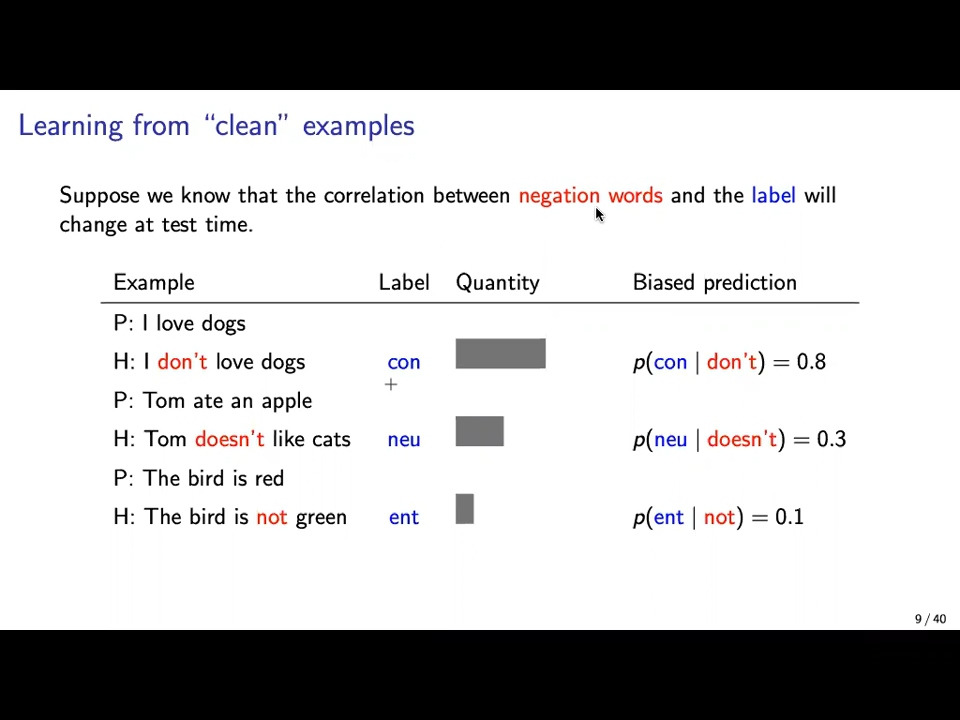 Learning from “clean” examples
Suppose we know that the correlation between negation words and the label will
change at test time.
Example Label Quantity Biased prediction
P: I love dogs
H: I don't love dogs con p(con | don't) = 0.8
P: Tom ate an apple
H: Tom doesn't like cats neu p(neu | doesn't) = 0.3
P: The bird is red
H: The bird is not green ent p(ent | not) = 0.1
9 / 40